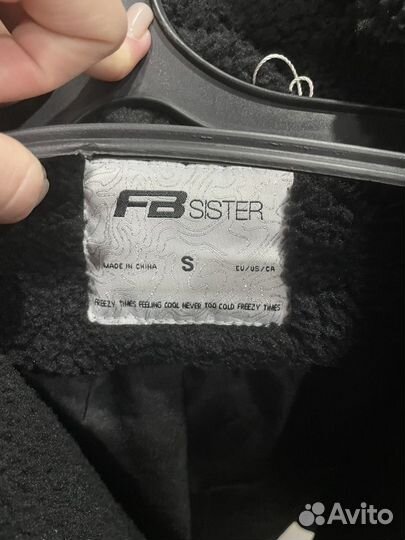 FB SISTER
MADE IN CHINA S EU/US/CA
FREEZY TIMES FEELING COOL NEVER TOO COLD FREEZY TIMES
Avito